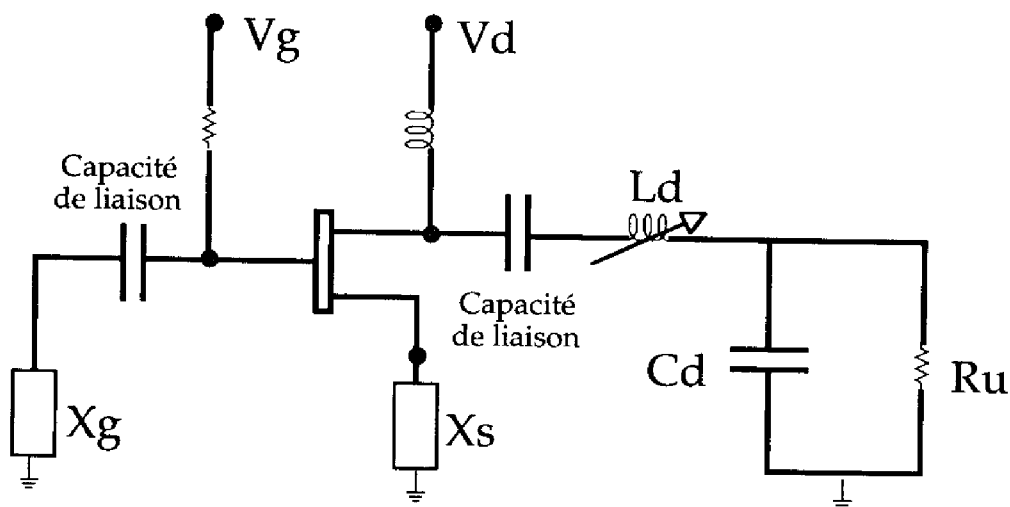 Vg
Vd
Capacité
de liaison
Ld
Capacité
de liaison
Cd
Ru
Xg
Xs